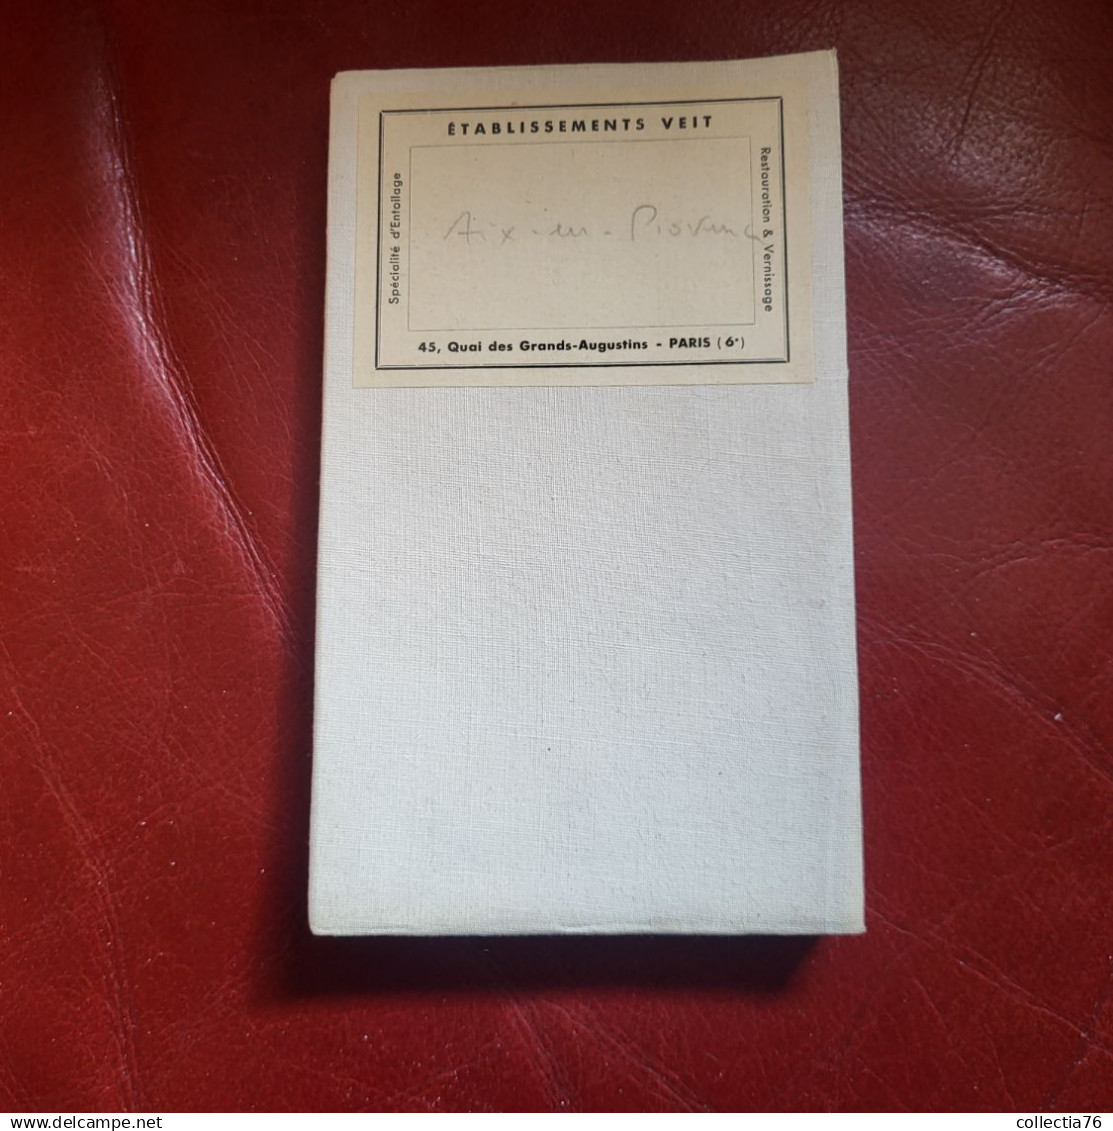 ÉTABLISSEMENTS VEIT
Spécialité d'Entoilage
Aix-en-Provence
Restauration & Vernissage
45, Quai des Grands-Augustins - PARIS (6e)
delcampe.net
collectia76